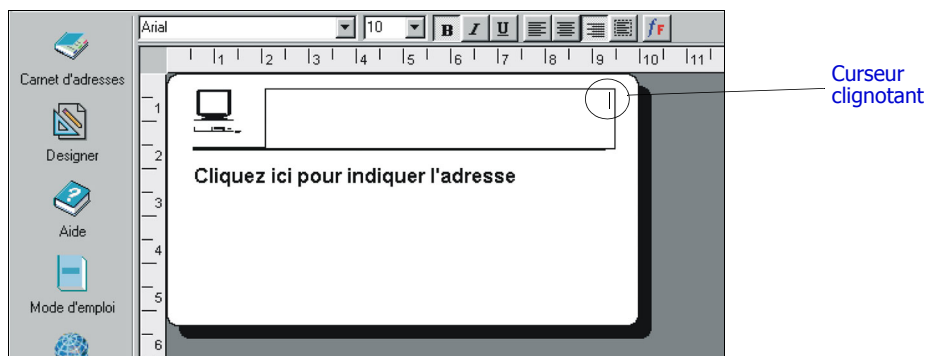 Arial 10 B I U fF
1 2 3 4 5 6 7 8 9 10 11
Carnet d'adresses
Designer
Aide
Mode d'emploi
1
2
3
4
5
6
Cliquez ici pour indiquer l'adresse
Curseur
clignotant